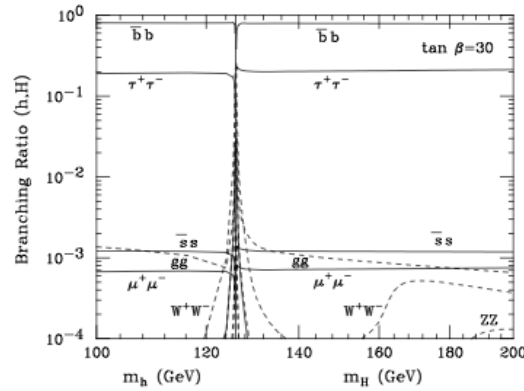 10⁰
b̅b
b̅b
tan β=30
τ⁺τ⁻
τ⁺τ⁻
10⁻¹
Branching Ratio (h,H)
10⁻²
s̅s
s̅s
10⁻³
gg
gg
μ⁺μ⁻
μ⁺μ⁻
W⁺W⁻
W⁺W⁻
ZZ
10⁻⁴
100 120 140 160 180 200
m_h (GeV) m_H (GeV)